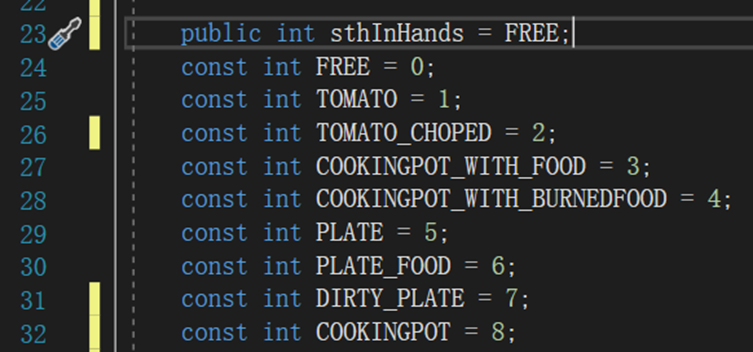 22
23 public int sthInHands = FREE;
24 const int FREE = 0;
25 const int TOMATO = 1;
26 const int TOMATO_CHOPED = 2;
27 const int COOKINGPOT_WITH_FOOD = 3;
28 const int COOKINGPOT_WITH_BURNEDFOOD = 4;
29 const int PLATE = 5;
30 const int PLATE_FOOD = 6;
31 const int DIRTY_PLATE = 7;
32 const int COOKINGPOT = 8;